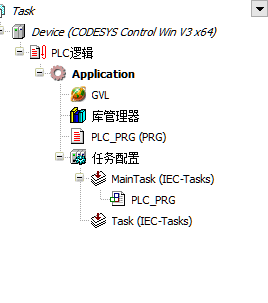 Task
Device (CODESYS Control Win V3 x64)
PLC逻辑
Application
GVL
库管理器
PLC_PRG (PRG)
任务配置
MainTask (IEC-Tasks)
PLC_PRG
Task (IEC-Tasks)